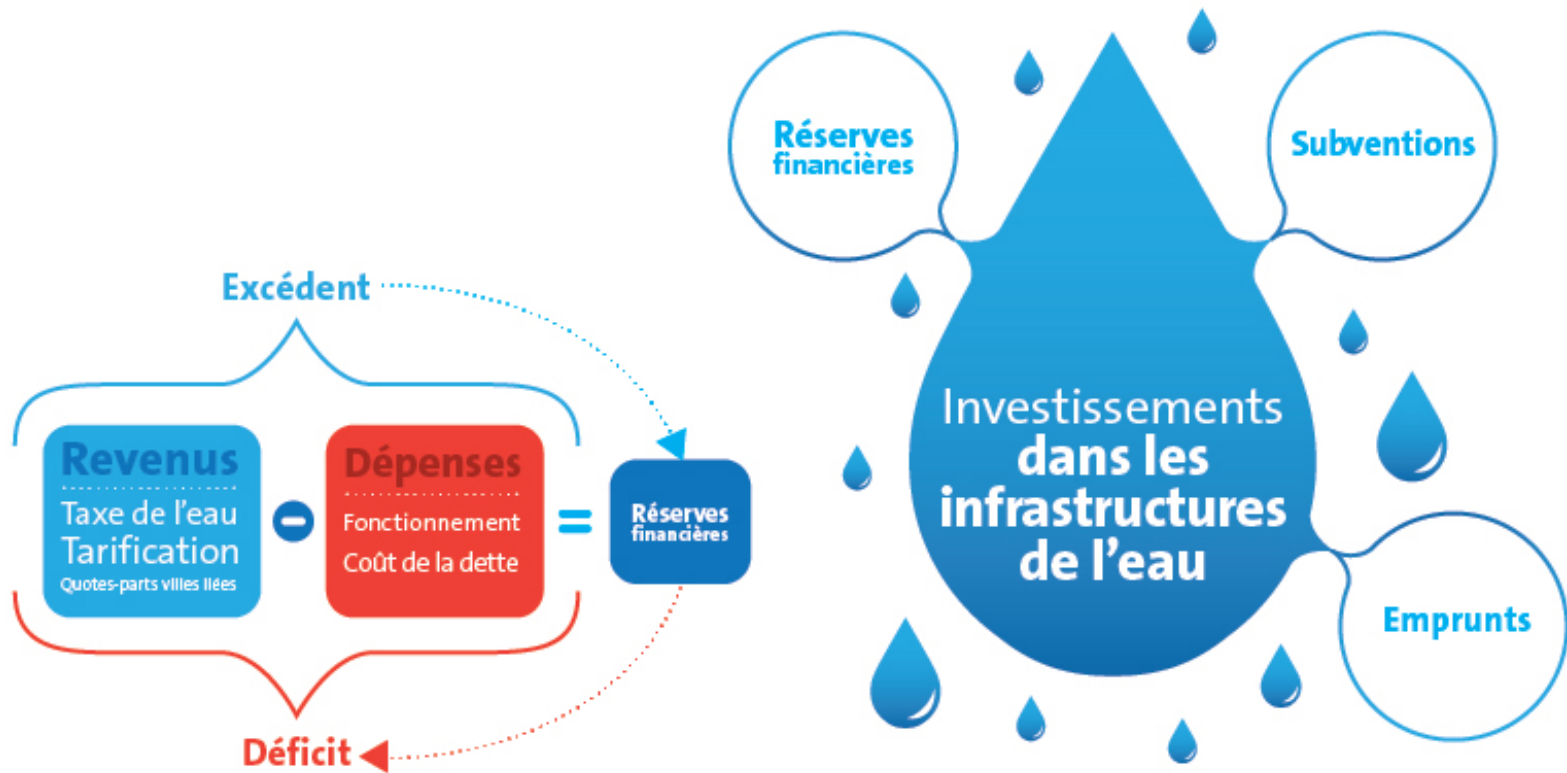 Excédent
Revenus
Taxe de l'eau
Tarification
Quotes-parts villes liées
Dépenses
Fonctionnement
Coût de la dette
=
Réserves
financières
Déficit
Réserves
financières
Subventions
Investissements
dans les
infrastructures
de l'eau
Emprunts